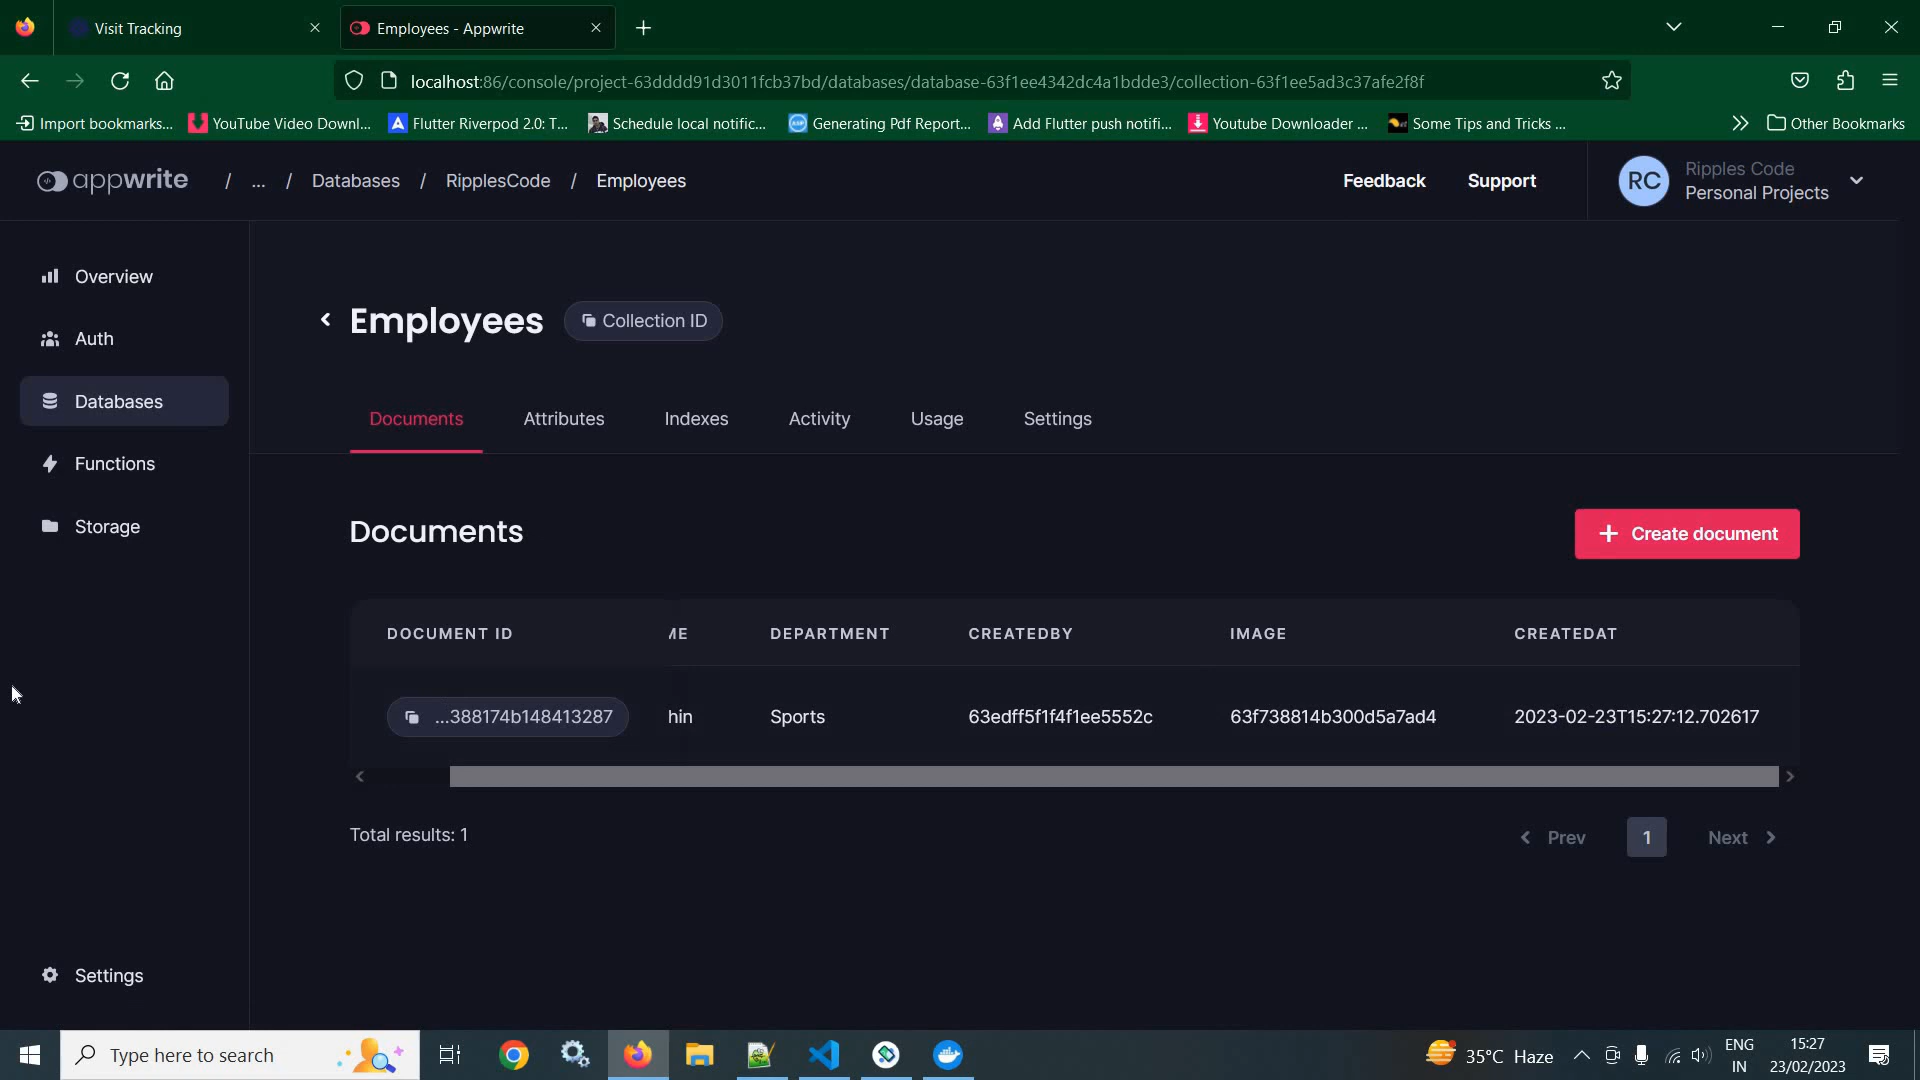 Visit Tracking
Employees - Appwrite
localhost:86/console/project-63dddd91d3011fcb37bd/databases/database-63f1ee4342dc4a1bdde3/collection-63f1ee5ad3c37afe2f8f
Import bookmarks... YouTube Video Downl... Flutter Riverpod 2.0: T... Schedule local notific... Generating Pdf Report... Add Flutter push notifi... Youtube Downloader ... Some Tips and Tricks ... Other Bookmarks
appwrite / ... / Databases / RipplesCode / Employees
Feedback Support RC Ripples Code
Personal Projects
Overview
Auth
Databases
Functions
Storage
Settings
Employees Collection ID
Documents Attributes Indexes Activity Usage Settings
Documents
Create document
DOCUMENT ID ME DEPARTMENT CREATEDBY IMAGE CREATEDAT
...388174b148413287 hin Sports 63edff5f1f4f1ee5552c 63f738814b300d5a7ad4 2023-02-23T15:27:12.702617
Total results: 1
Prev 1 Next
Type here to search
35°C Haze
ENG
IN
15:27
23/02/2023